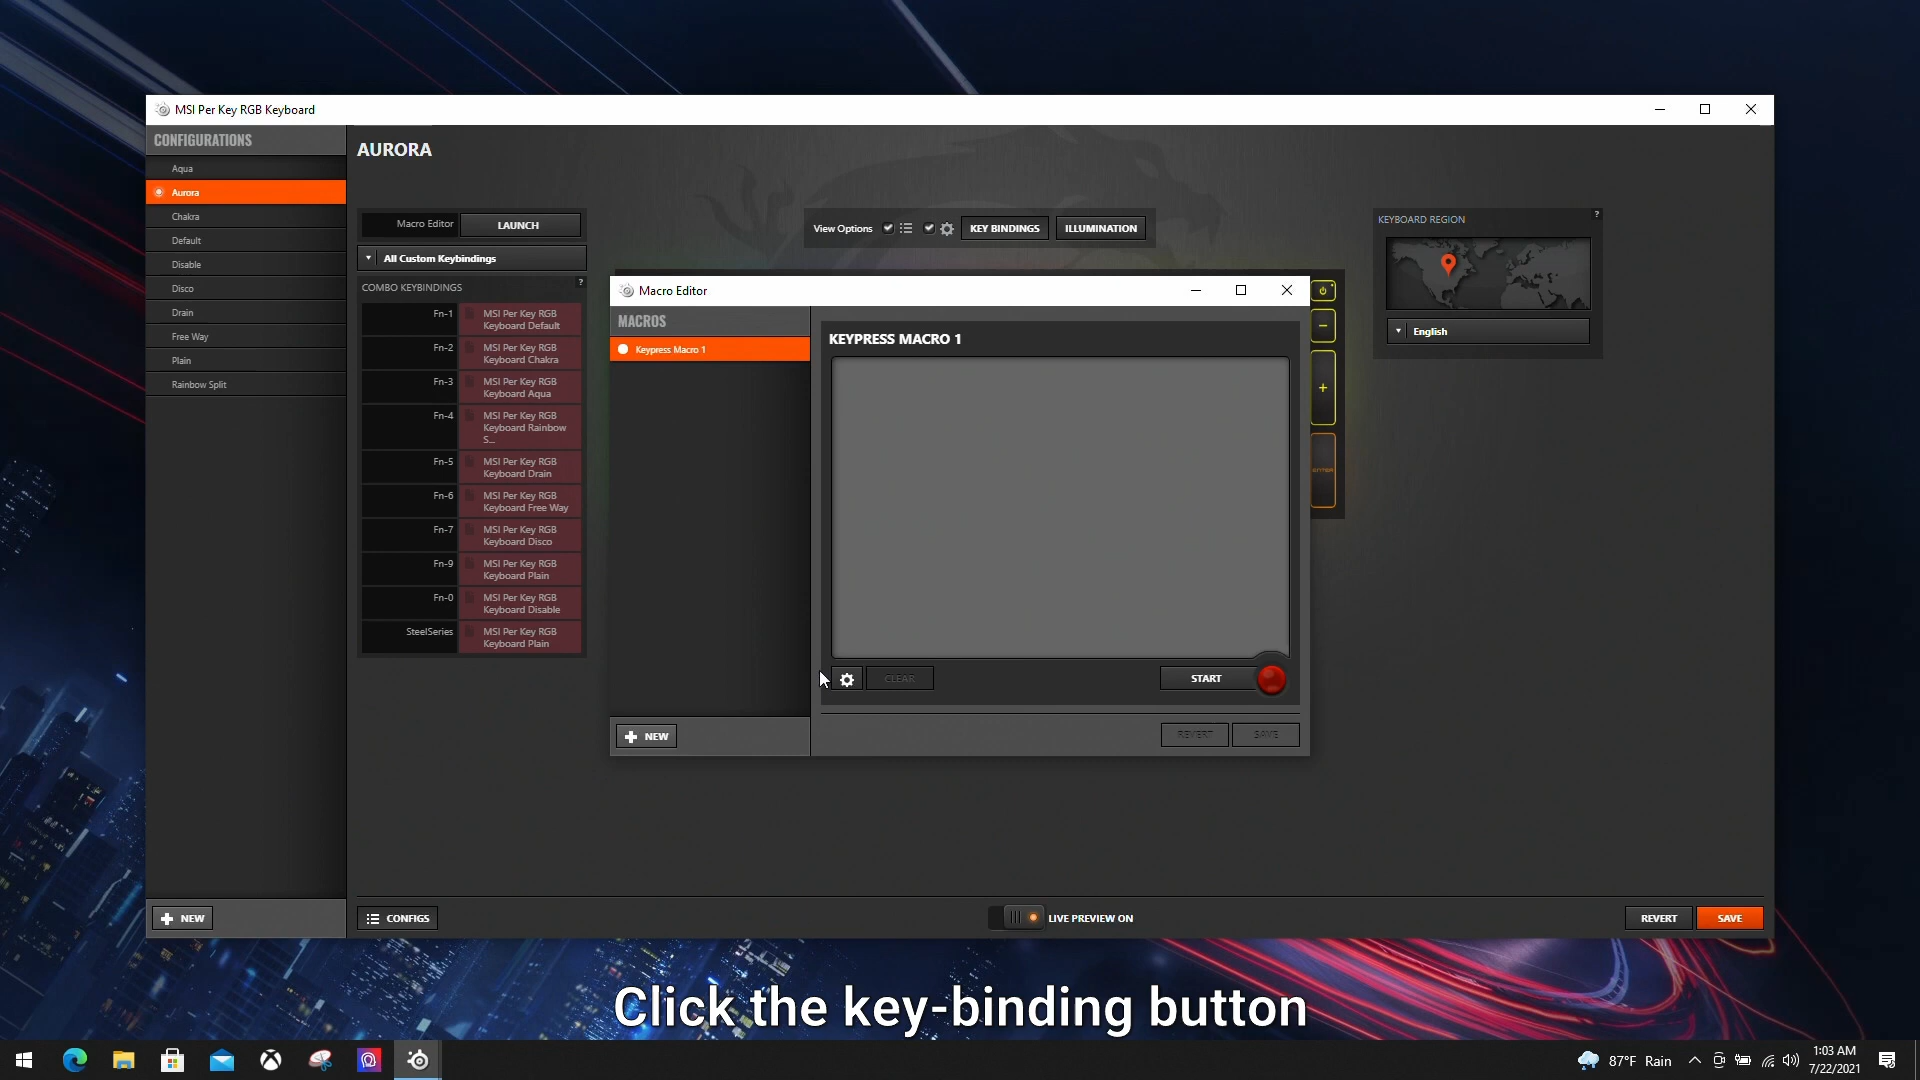 MSI Per Key RGB Keyboard
CONFIGURATIONS
Aqua
Aurora
Chakra
Default
Disable
Disco
Drain
Free Way
Plain
Rainbow Split
NEW
AURORA
Macro Editor
LAUNCH
All Custom Keybindings
COMBO KEYBINDINGS
?
Fn-1
MSI Per Key RGB
Keyboard Default
Fn-2
MSI Per Key RGB
Keyboard Chakra
Fn-3
MSI Per Key RGB
Keyboard Aqua
Fn-4
MSI Per Key RGB
Keyboard Rainbow
S...
Fn-5
MSI Per Key RGB
Keyboard Drain
Fn-6
MSI Per Key RGB
Keyboard Free Way
Fn-7
MSI Per Key RGB
Keyboard Disco
Fn-9
MSI Per Key RGB
Keyboard Plain
Fn-0
MSI Per Key RGB
Keyboard Disable
SteelSeries
MSI Per Key RGB
Keyboard Plain
View Options
KEY BINDINGS
ILLUMINATION
KEYBOARD REGION
?
English
Macro Editor
MACROS
Keypress Macro 1
NEW
KEYPRESS MACRO 1
CLEAR
START
REVERT
SAVE
−
+
ENTER
CONFIGS
LIVE PREVIEW ON
REVERT
SAVE
Click the key-binding button
87°F Rain
1:03 AM
7/22/2021